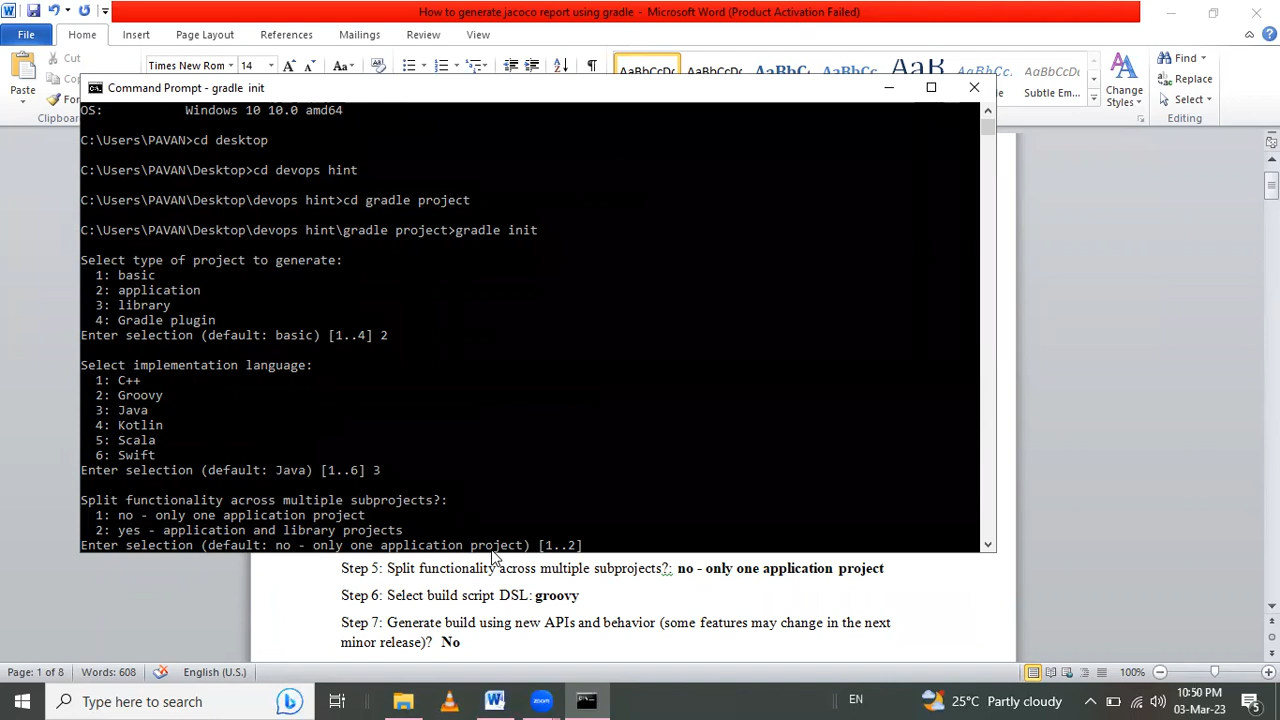 How to generate jacoco report using gradle - Microsoft Word (Product Activation Failed)
File Home Insert Page Layout References Mailings Review View
Cut
Paste
Clipboard
Times New Rom 14
AaBbCcDc
Subtle Em...
Change
Styles
Find
Replace
Select
Editing
Command Prompt - gradle init
OS: Windows 10 10.0 amd64
C:\Users\PAVAN>cd desktop
C:\Users\PAVAN\Desktop>cd devops hint
C:\Users\PAVAN\Desktop\devops hint>cd gradle project
C:\Users\PAVAN\Desktop\devops hint\gradle project>gradle init
Select type of project to generate:
1: basic
2: application
3: library
4: Gradle plugin
Enter selection (default: basic) [1..4] 2
Select implementation language:
1: C++
2: Groovy
3: Java
4: Kotlin
5: Scala
6: Swift
Enter selection (default: Java) [1..6] 3
Split functionality across multiple subprojects?:
1: no - only one application project
2: yes - application and library projects
Enter selection (default: no - only one application project) [1..2]
Step 5: Split functionality across multiple subprojects?: no - only one application project
Step 6: Select build script DSL: groovy
Step 7: Generate build using new APIs and behavior (some features may change in the next
minor release)? No
Page: 1 of 8 Words: 608 English (U.S.) 100%
Type here to search
zoom
EN
25°C Partly cloudy
10:50 PM
03-Mar-23
5